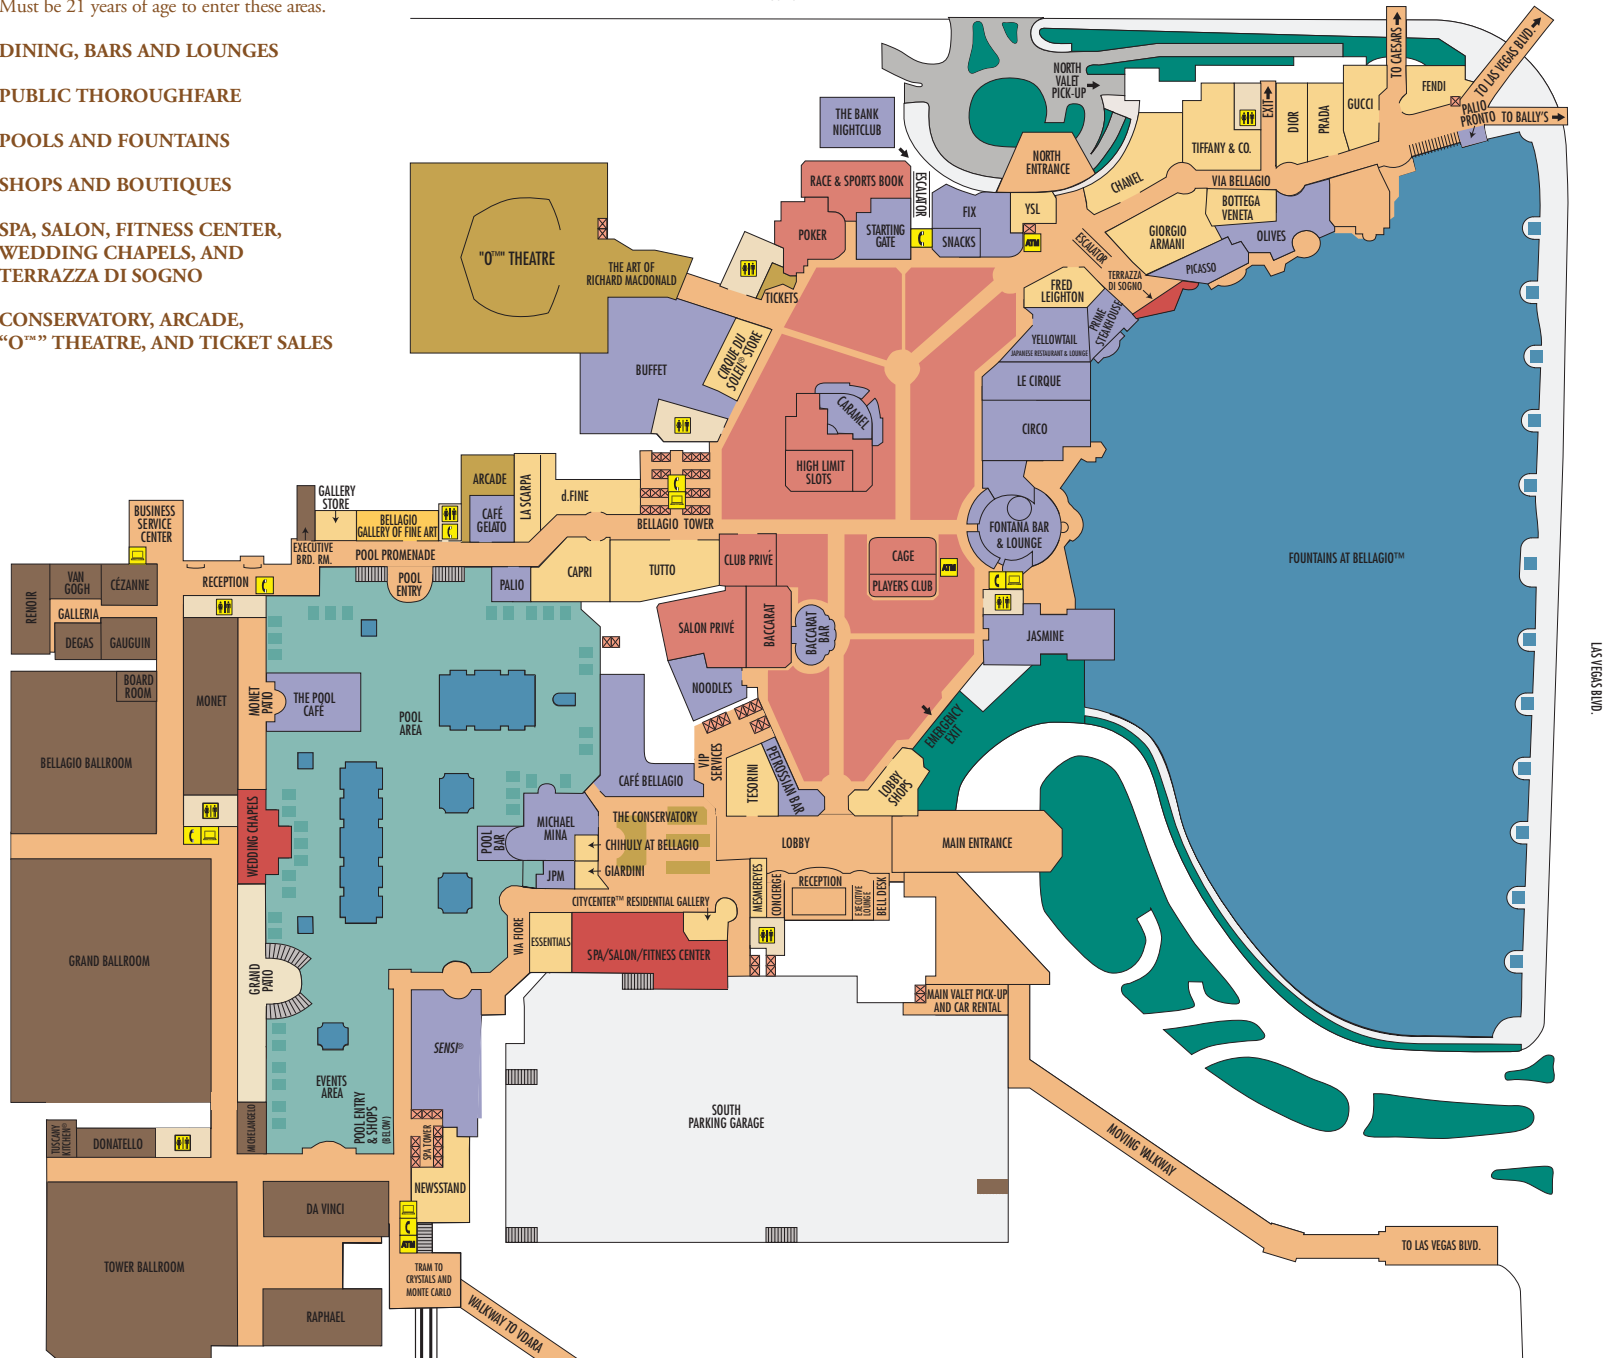 Must be 21 years of age to enter these areas.
DINING, BARS AND LOUNGES
PUBLIC THOROUGHFARE
POOLS AND FOUNTAINS
SHOPS AND BOUTIQUES
SPA, SALON, FITNESS CENTER,
WEDDING CHAPELS, AND
TERRAZZA DI SOGNO
CONSERVATORY, ARCADE,
“O™” THEATRE, AND TICKET SALES
TO CAESARS
TO LAS VEGAS BLVD.
NORTH
VALET
PICK-UP
FENDI
PALIO
PRONTO
TO BALLY'S
GUCCI
PRADA
DIOR
EXIT
TIFFANY & CO.
THE BANK
NIGHTCLUB
NORTH
ENTRANCE
CHANEL
VIA BELLAGIO
RACE & SPORTS BOOK
ESCALATOR
FIX
YSL
BOTTEGA
VENETA
POKER
STARTING
GATE
SNACKS
ATM
ESCALATOR
GIORGIO
ARMANI
OLIVES
PICASSO
"O™" THEATRE
THE ART OF
RICHARD MACDONALD
TICKETS
FRED
LEIGHTON
TERRAZZA
DI SOGNO
PRIME
STEAKHOUSE
YELLOWTAIL
JAPANESE RESTAURANT & LOUNGE
CIRQUE DU
SOLEIL® STORE
BUFFET
LE CIRQUE
CARAMEL
CIRCO
HIGH LIMIT
SLOTS
GALLERY
STORE
ARCADE
LA SCARPA
d.FINE
CAFÉ
GELATO
BELLAGIO
GALLERY OF FINE ART
BELLAGIO TOWER
FONTANA BAR
& LOUNGE
BUSINESS
SERVICE
CENTER
EXECUTIVE
BRD. RM.
POOL PROMENADE
FOUNTAINS AT BELLAGIO™
CLUB PRIVÉ
CAGE
ATM
PLAYERS CLUB
CAPRI
TUTTO
PALIO
POOL
ENTRY
RECEPTION
RENOIR
VAN
GOGH
CÉZANNE
GALLERIA
DEGAS
GAUGUIN
SALON PRIVÉ
BACCARAT
BACCARAT
BAR
JASMINE
LAS VEGAS BLVD.
BOARD
ROOM
MONET
MONET
PATIO
THE POOL
CAFÉ
POOL
AREA
NOODLES
EMERGENCY
EXIT
BELLAGIO BALLROOM
VIP
SERVICES
CAFÉ BELLAGIO
TESORINI
PETROSSIAN BAR
LOBBY
SHOPS
WEDDING CHAPELS
MICHAEL
MINA
POOL
BAR
THE CONSERVATORY
CHIHULY AT BELLAGIO
LOBBY
MAIN ENTRANCE
JPM
GIARDINI
MESMEREYES
CONCIERGE
RECEPTION
EXECUTIVE
LOUNGE
BELL DESK
CITYCENTER™ RESIDENTIAL GALLERY
VIA FIORE
ESSENTIALS
SPA/SALON/FITNESS CENTER
GRAND BALLROOM
GRAND
PATIO
MAIN VALET PICK-UP
AND CAR RENTAL
SENSI®
EVENTS
AREA
POOL ENTRY
& SHOPS
(BELOW)
SOUTH
PARKING GARAGE
TUSCANY
KITCHEN®
DONATELLO
MICHELANGELO
SPA TOWER
MOVING WALKWAY
NEWSSTAND
DA VINCI
ATM
TO LAS VEGAS BLVD.
TOWER BALLROOM
TRAM TO
CRYSTALS AND
MONTE CARLO
RAPHAEL
WALKWAY TO VDARA